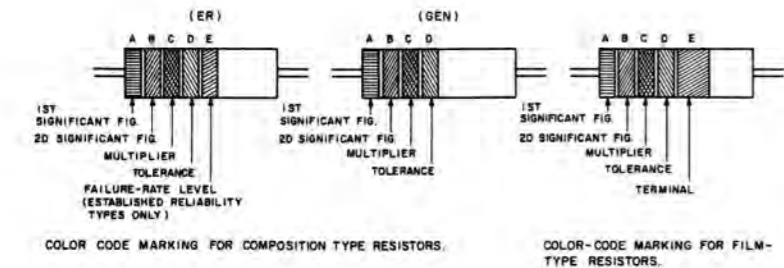 (ER)
A B C D E
1ST
SIGNIFICANT FIG.
2D SIGNIFICANT FIG.
MULTIPLIER
TOLERANCE
FAILURE-RATE LEVEL
(ESTABLISHED RELIABILITY
TYPES ONLY)
(GEN)
A B C D
1ST
SIGNIFICANT FIG.
2D SIGNIFICANT FIG.
MULTIPLIER
TOLERANCE
COLOR CODE MARKING FOR COMPOSITION TYPE RESISTORS.
A B C D E
1ST
SIGNIFICANT FIG.
2D SIGNIFICANT FIG.
MULTIPLIER
TOLERANCE
TERMINAL
COLOR-CODE MARKING FOR FILM-
TYPE RESISTORS.